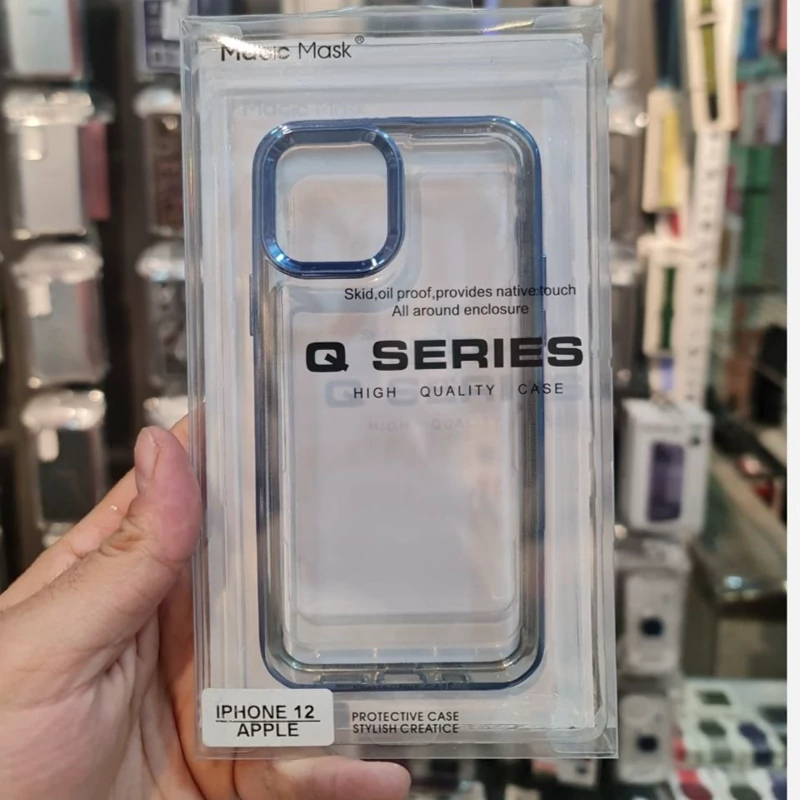 Magic Mask®
Skid,oil proof,provides native touch
All around enclosure
Q SERIES
HIGH QUALITY CASE
IPHONE 12
APPLE
PROTECTIVE CASE
STYLISH CREATICE